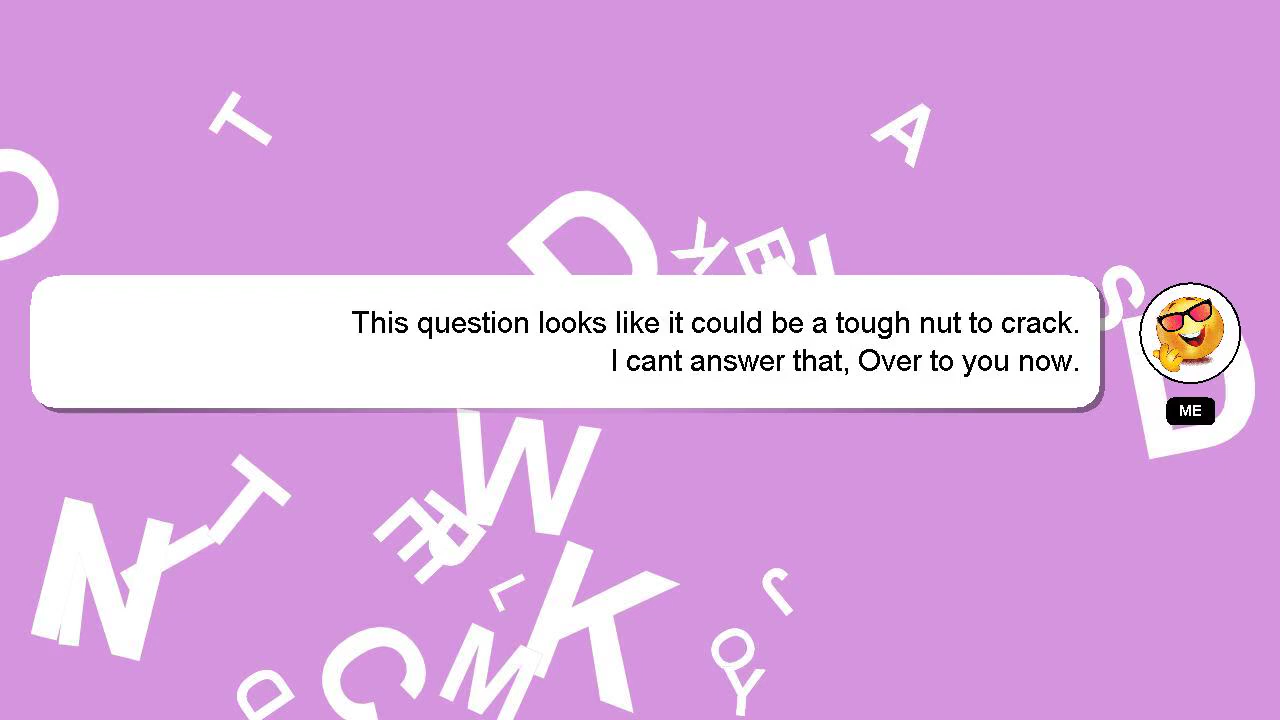 This question looks like it could be a tough nut to crack.
I cant answer that, Over to you now.
ME
T
A
O
D
K
E
S
D
W
T
N
Y
E
R
L
K
J
M
C
O
Y
D